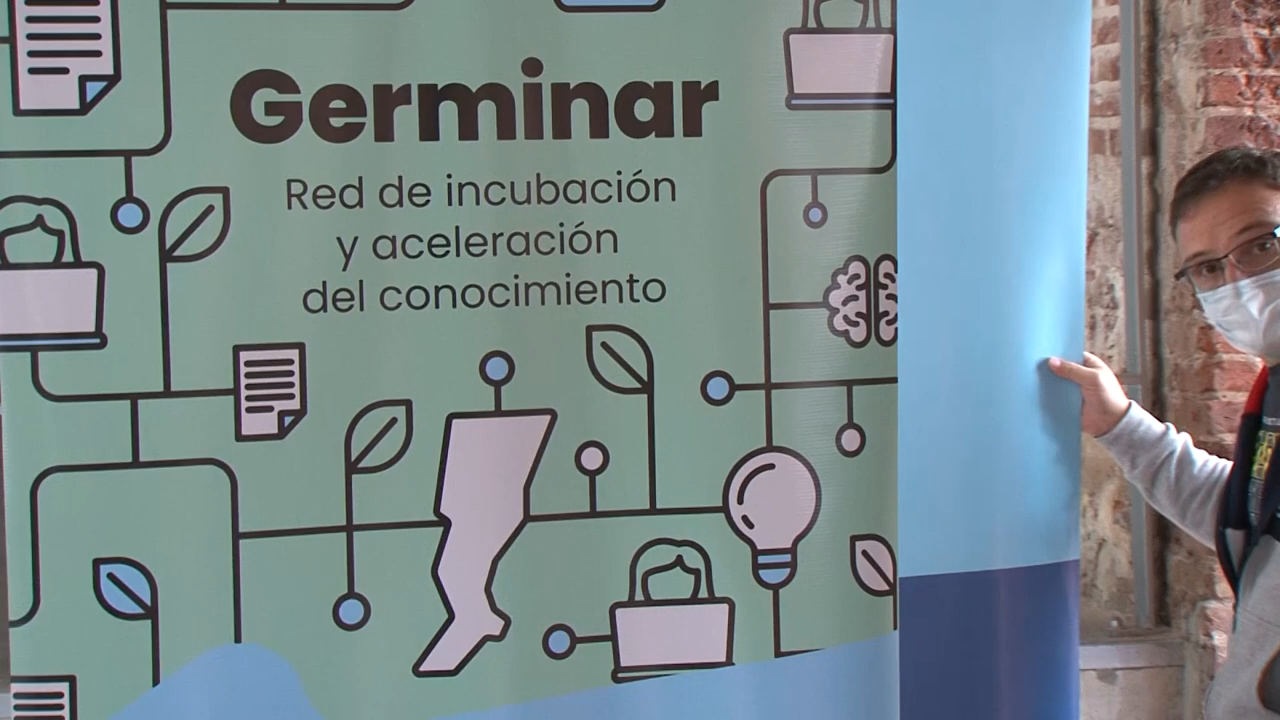 Germinar
Red de incubación
y aceleración
del conocimiento